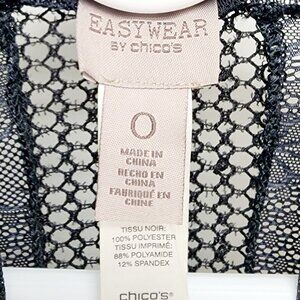 EASYWEAR
BY chico's
O
MADE IN
CHINA
HECHO EN
CHINA
FABRIQUÉ EN
CHINE
TISSU NOIR:
100% POLYESTER
TISSU IMPRIMÉ:
88% POLYAMIDE
12% SPANDEX
chico's®